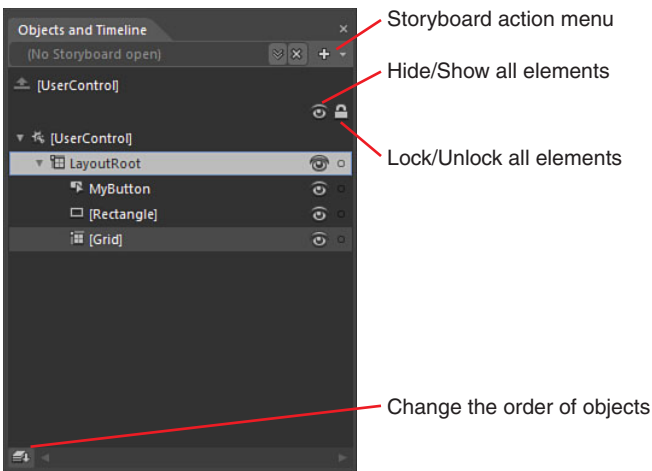 Objects and Timeline
(No Storyboard open)
[UserControl]
[UserControl]
LayoutRoot
MyButton
[Rectangle]
[Grid]
Storyboard action menu
Hide/Show all elements
Lock/Unlock all elements
Change the order of objects